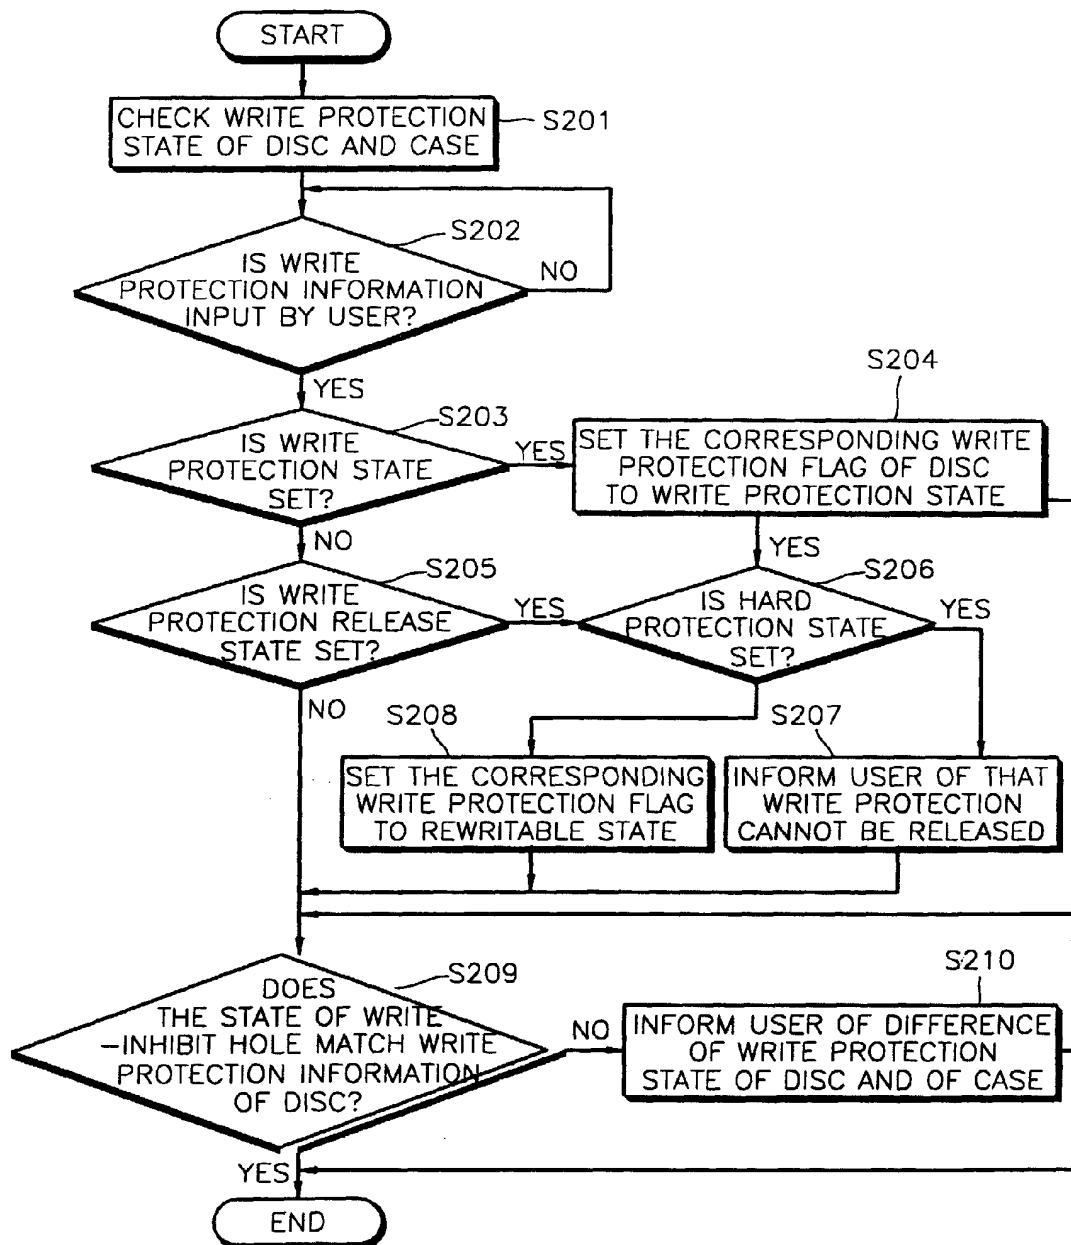 START
CHECK WRITE PROTECTION
STATE OF DISC AND CASE
S201
S202
IS WRITE
PROTECTION INFORMATION
INPUT BY USER?
NO
YES
S203
IS WRITE
PROTECTION STATE
SET?
YES
S204
SET THE CORRESPONDING WRITE
PROTECTION FLAG OF DISC
TO WRITE PROTECTION STATE
NO
YES
S205
IS WRITE
PROTECTION RELEASE
STATE SET?
YES
S206
IS HARD
PROTECTION STATE
SET?
YES
NO
S208
SET THE CORRESPONDING
WRITE PROTECTION FLAG
TO REWRITABLE STATE
S207
INFORM USER OF THAT
WRITE PROTECTION
CANNOT BE RELEASED
S209
DOES
THE STATE OF WRITE
-INHIBIT HOLE MATCH WRITE
PROTECTION INFORMATION
OF DISC?
NO
S210
INFORM USER OF DIFFERENCE
OF WRITE PROTECTION
STATE OF DISC AND OF CASE
YES
END